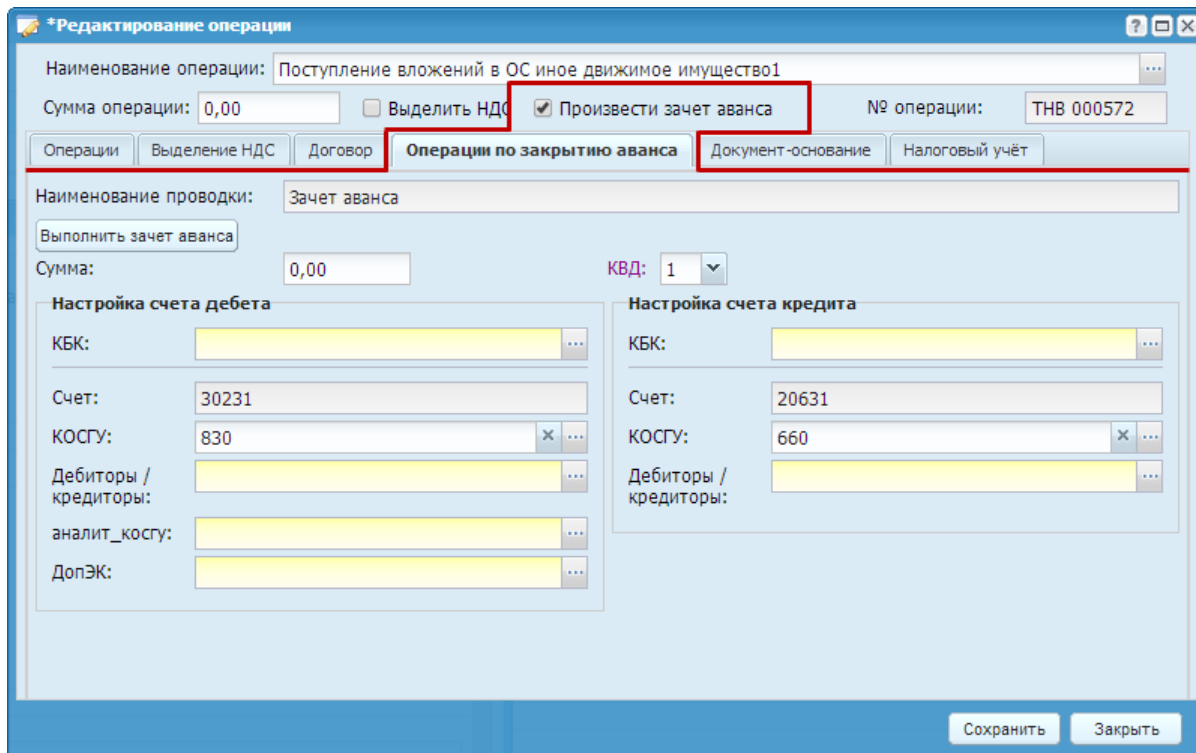 *Редактирование операции
Наименование операции: Поступление вложений в ОС иное движимое имущество1 ...
Сумма операции: 0,00 Выделить НДС Произвести зачет аванса № операции: ТНВ 000572
Операции Выделение НДС Договор Операции по закрытию аванса Документ-основание Налоговый учёт
Наименование проводки: Зачет аванса
Выполнить зачет аванса
Сумма: 0,00 КВД: 1
Настройка счета дебета Настройка счета кредита
КБК: ... КБК: ...
Счет: 30231 Счет: 20631
КОСГУ: 830 × ... КОСГУ: 660 × ...
Дебиторы / кредиторы: ... Дебиторы / кредиторы: ...
аналит_косгу: ...
ДопЭК: ...
Сохранить Закрыть